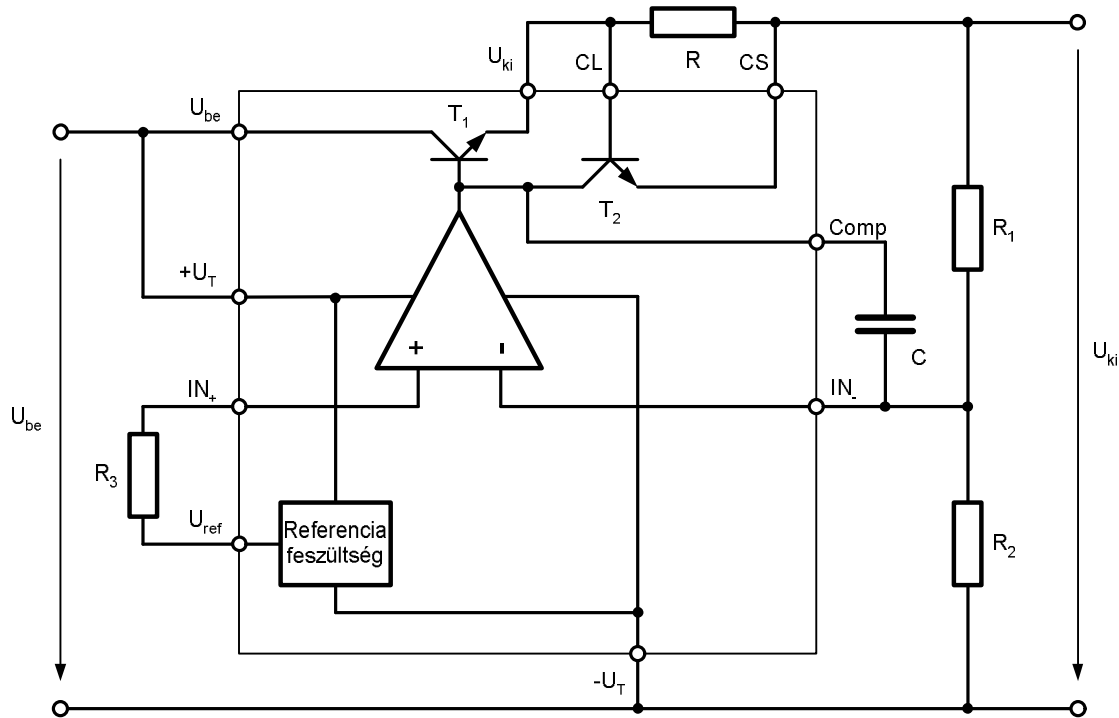 U_ki
CL
R
CS
U_be
T_1
T_2
Comp
R_1
+U_T
+
-
C
U_ki
IN_+
IN_-
U_be
R_3
U_ref
Referencia
feszültség
R_2
-U_T